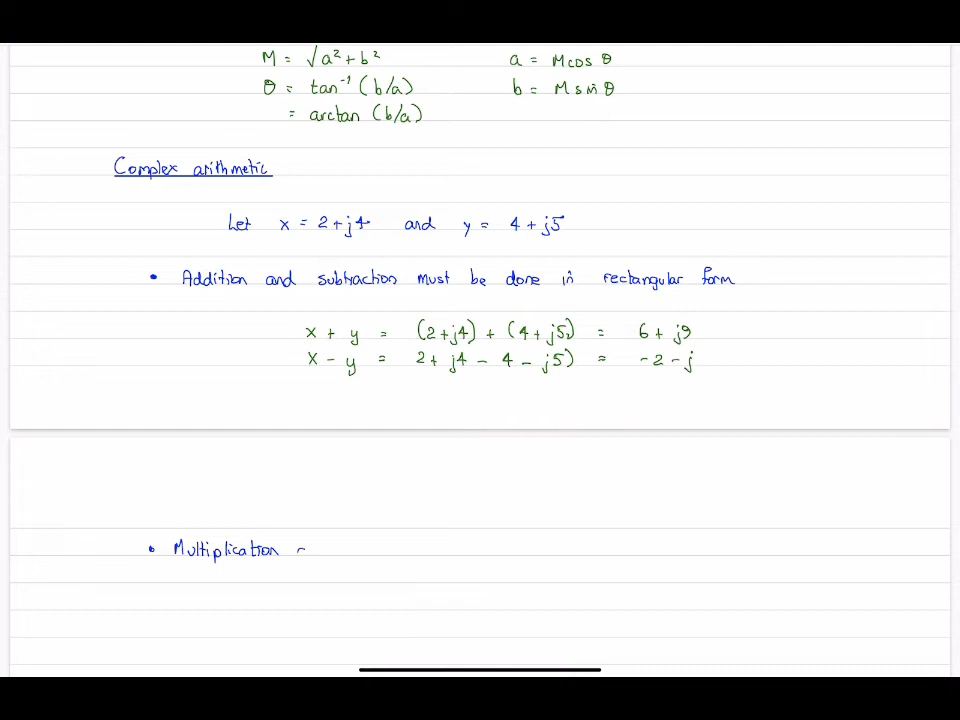 M = √a² + b² a = M cos θ
θ = tan⁻¹ (b/a) b = M sin θ
= arctan (b/a)
Complex arithmetic
Let x = 2 + j4 and y = 4 + j5
• Addition and subtraction must be done in rectangular form
x + y = (2 + j4) + (4 + j5) = 6 + j9
x - y = 2 + j4 - 4 - j5) = -2 - j
• Multiplication